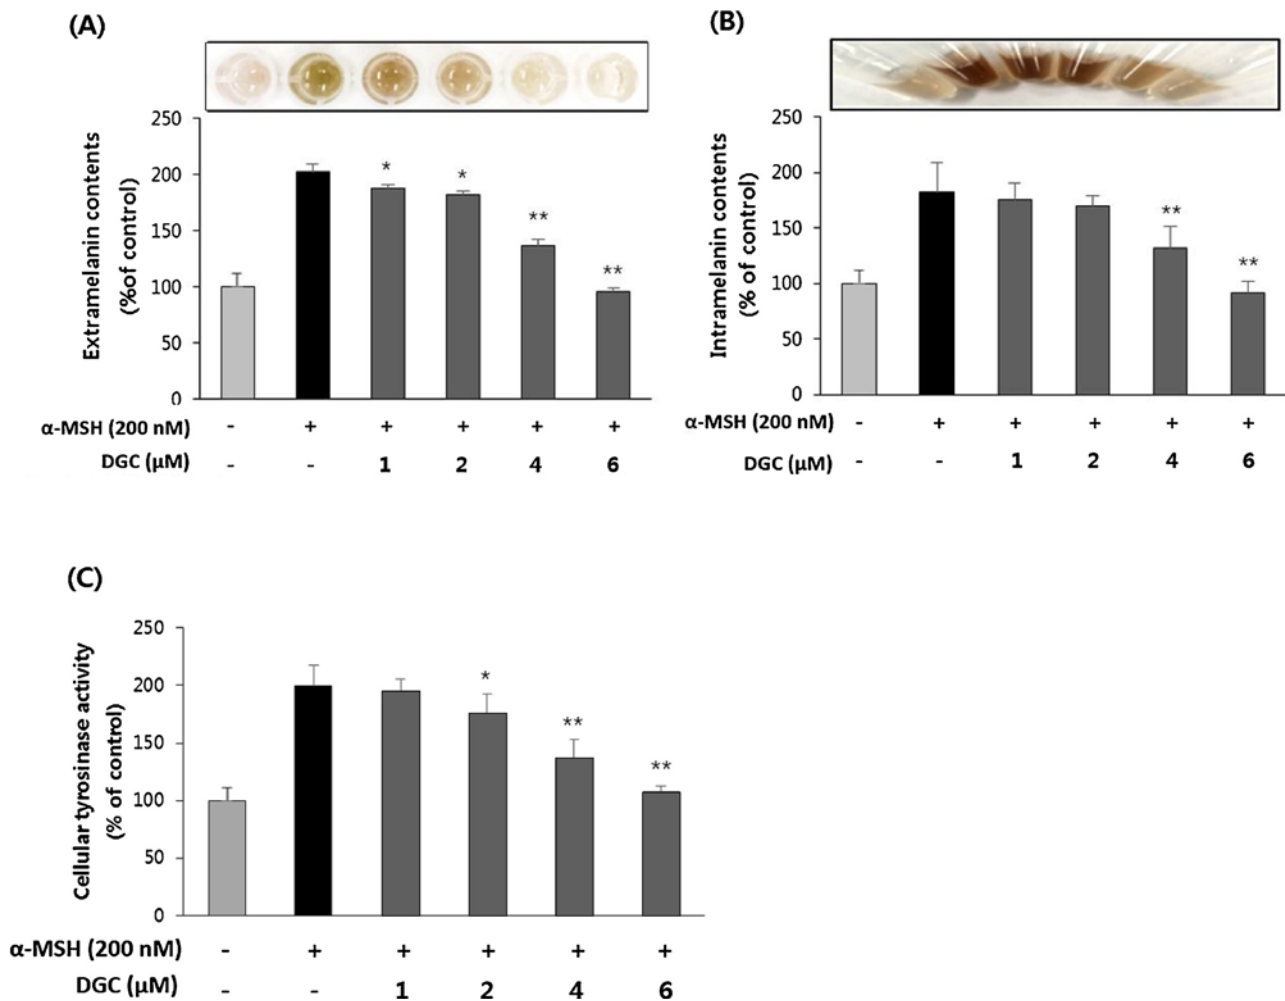 (A)
Extramelanin contents
(%of control)
250
200
150
100
50
0
*
*
**
**
α-MSH (200 nM) - + + + + +
DGC (μM) - - 1 2 4 6
(B)
Intramelanin contents
(% of control)
250
200
150
100
50
0
**
**
α-MSH (200 nM) - + + + + +
DGC (μM) - - 1 2 4 6
(C)
Cellular tyrosinase activity
(% of control)
250
200
150
100
50
0
*
**
**
α-MSH (200 nM) - + + + + +
DGC (μM) - - 1 2 4 6